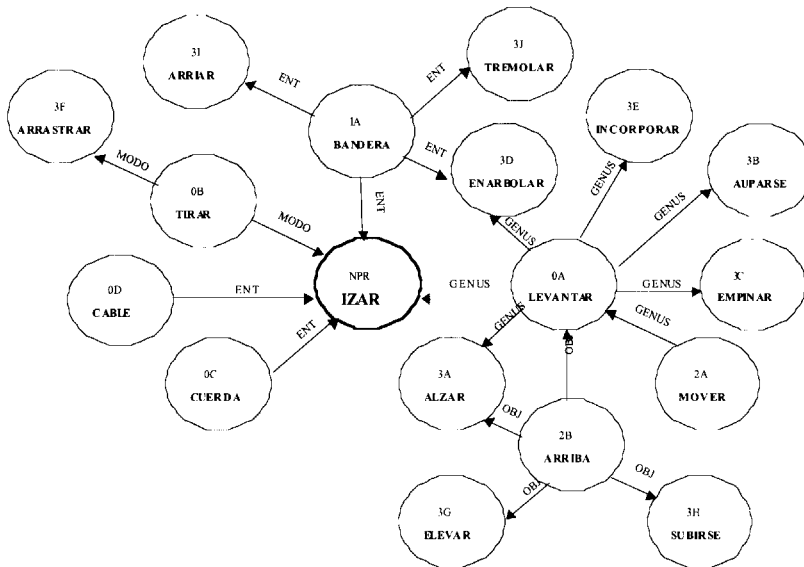 3I
ARRIAR
ENT
3J
TREMOLAR
ENT
3F
ARRASTRAR
1A
BANDERA
3E
INCORPORAR
MODO
ENT
3D
ENARBOLAR
3B
AUPARSE
0B
TIRAR
ENT
GENUS
GENUS
MODO
GENUS
NPR
IZAR
GENUS
0A
LEVANTAR
GENUS
3C
EMPINAR
0D
CABLE
ENT
ENT
GENUS
GENUS
0C
CUERDA
3A
ALZAR
OBJ
2A
MOVER
OBJ
2B
ARRIBA
OBJ
OBJ
3G
ELEVAR
3H
SUBIRSE